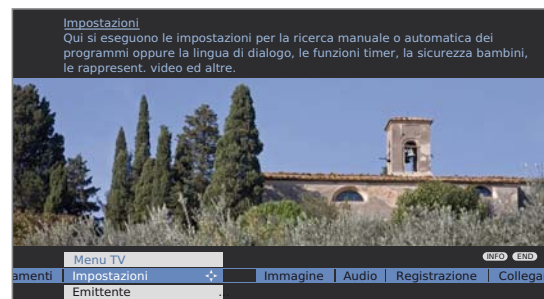 Impostazioni
Qui si eseguono le impostazioni per la ricerca manuale o automatica dei
programmi oppure la lingua di dialogo, le funzioni timer, la sicurezza bambini,
le rappresent. video ed altre.
Menu TV
INFO END
amenti Impostazioni Immagine Audio Registrazione Collega
Emittente ...